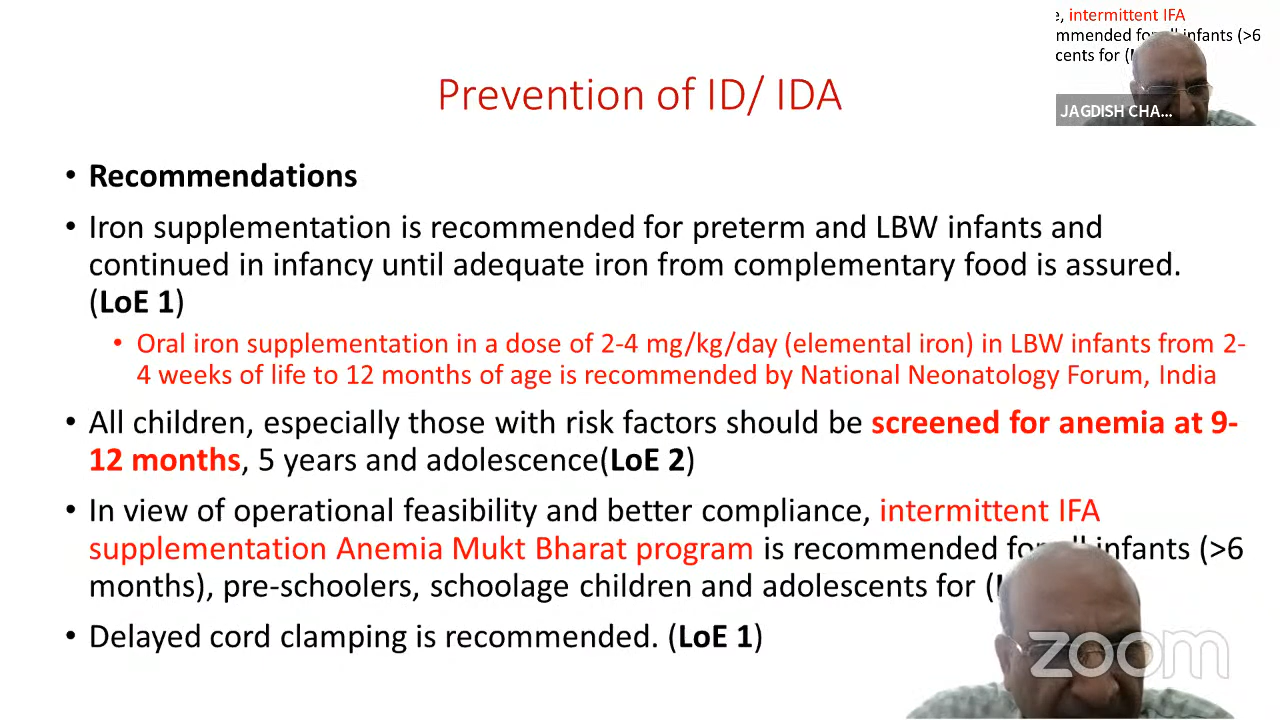 e, intermittent IFA
mmended for infants (>6
cents for
JAGDISH CHA...
Prevention of ID/ IDA
• Recommendations
• Iron supplementation is recommended for preterm and LBW infants and
continued in infancy until adequate iron from complementary food is assured.
(LoE 1)
• Oral iron supplementation in a dose of 2-4 mg/kg/day (elemental iron) in LBW infants from 2-
4 weeks of life to 12 months of age is recommended by National Neonatology Forum, India
• All children, especially those with risk factors should be screened for anemia at 9-
12 months, 5 years and adolescence(LoE 2)
• In view of operational feasibility and better compliance, intermittent IFA
supplementation Anemia Mukt Bharat program is recommended for infants (>6
months), pre-schoolers, schoolage children and adolescents for (
• Delayed cord clamping is recommended. (LoE 1)
zoom